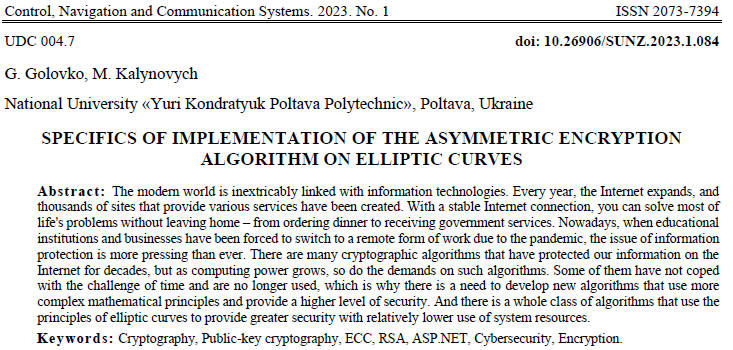 Control, Navigation and Communication Systems. 2023. No. 1 ISSN 2073-7394
UDC 004.7 doi: 10.26906/SUNZ.2023.1.084
G. Golovko, M. Kalynovych
National University «Yuri Kondratyuk Poltava Polytechnic», Poltava, Ukraine
SPECIFICS OF IMPLEMENTATION OF THE ASYMMETRIC ENCRYPTION
ALGORITHM ON ELLIPTIC CURVES
Abstract: The modern world is inextricably linked with information technologies. Every year, the Internet expands, and
thousands of sites that provide various services have been created. With a stable Internet connection, you can solve most of
life's problems without leaving home – from ordering dinner to receiving government services. Nowadays, when educational
institutions and businesses have been forced to switch to a remote form of work due to the pandemic, the issue of information
protection is more pressing than ever. There are many cryptographic algorithms that have protected our information on the
Internet for decades, but as computing power grows, so do the demands on such algorithms. Some of them have not coped
with the challenge of time and are no longer used, which is why there is a need to develop new algorithms that use more
complex mathematical principles and provide a higher level of security. And there is a whole class of algorithms that use the
principles of elliptic curves to provide greater security with relatively lower use of system resources.
Keywords: Cryptography, Public-key cryptography, ECC, RSA, ASP.NET, Cybersecurity, Encryption.